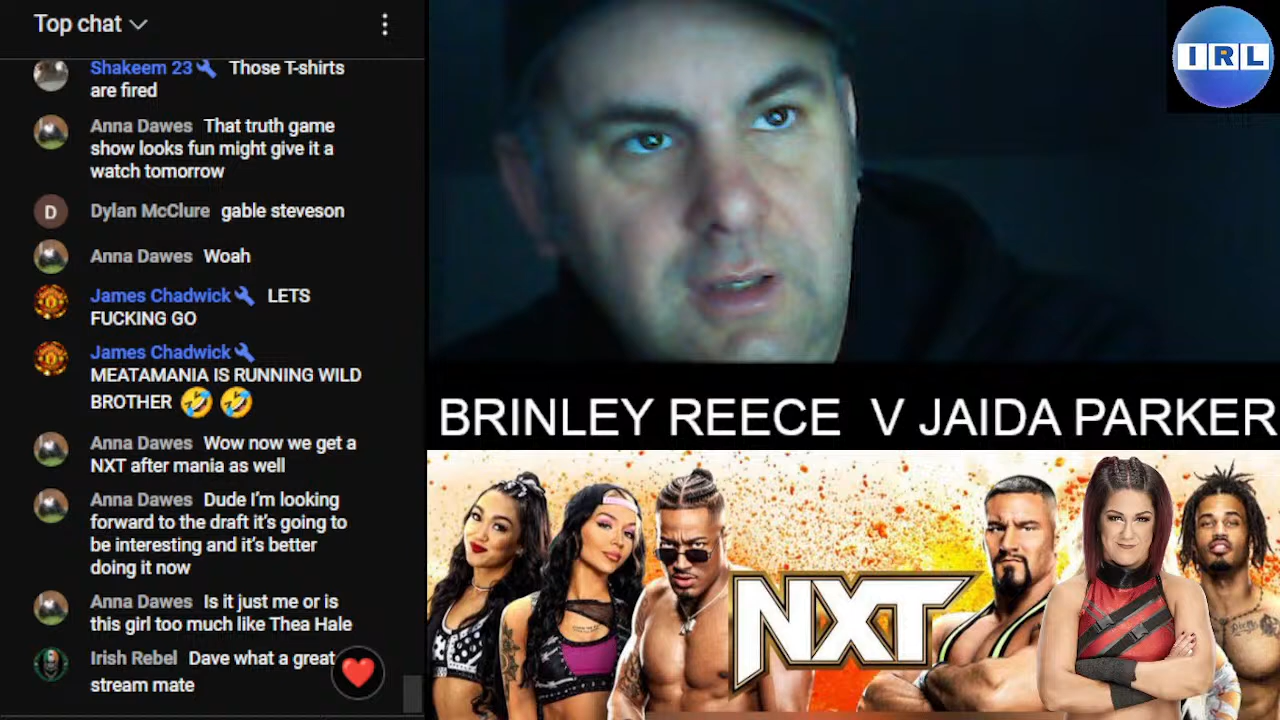 Top chat
Shakeem 23 Those T-shirts
are fired
Anna Dawes That truth game
show looks fun might give it a
watch tomorrow
D Dylan McClure gable steveson
Anna Dawes Woah
James Chadwick LETS
FUCKING GO
James Chadwick
MEATAMANIA IS RUNNING WILD
BROTHER 🤣 🤣
Anna Dawes Wow now we get a
NXT after mania as well
Anna Dawes Dude I'm looking
forward to the draft it's going to
be interesting and it's better
doing it now
Anna Dawes Is it just me or is
this girl too much like Thea Hale
Irish Rebel Dave what a great
stream mate
IRL
BRINLEY REECE V JAIDA PARKER
NXT